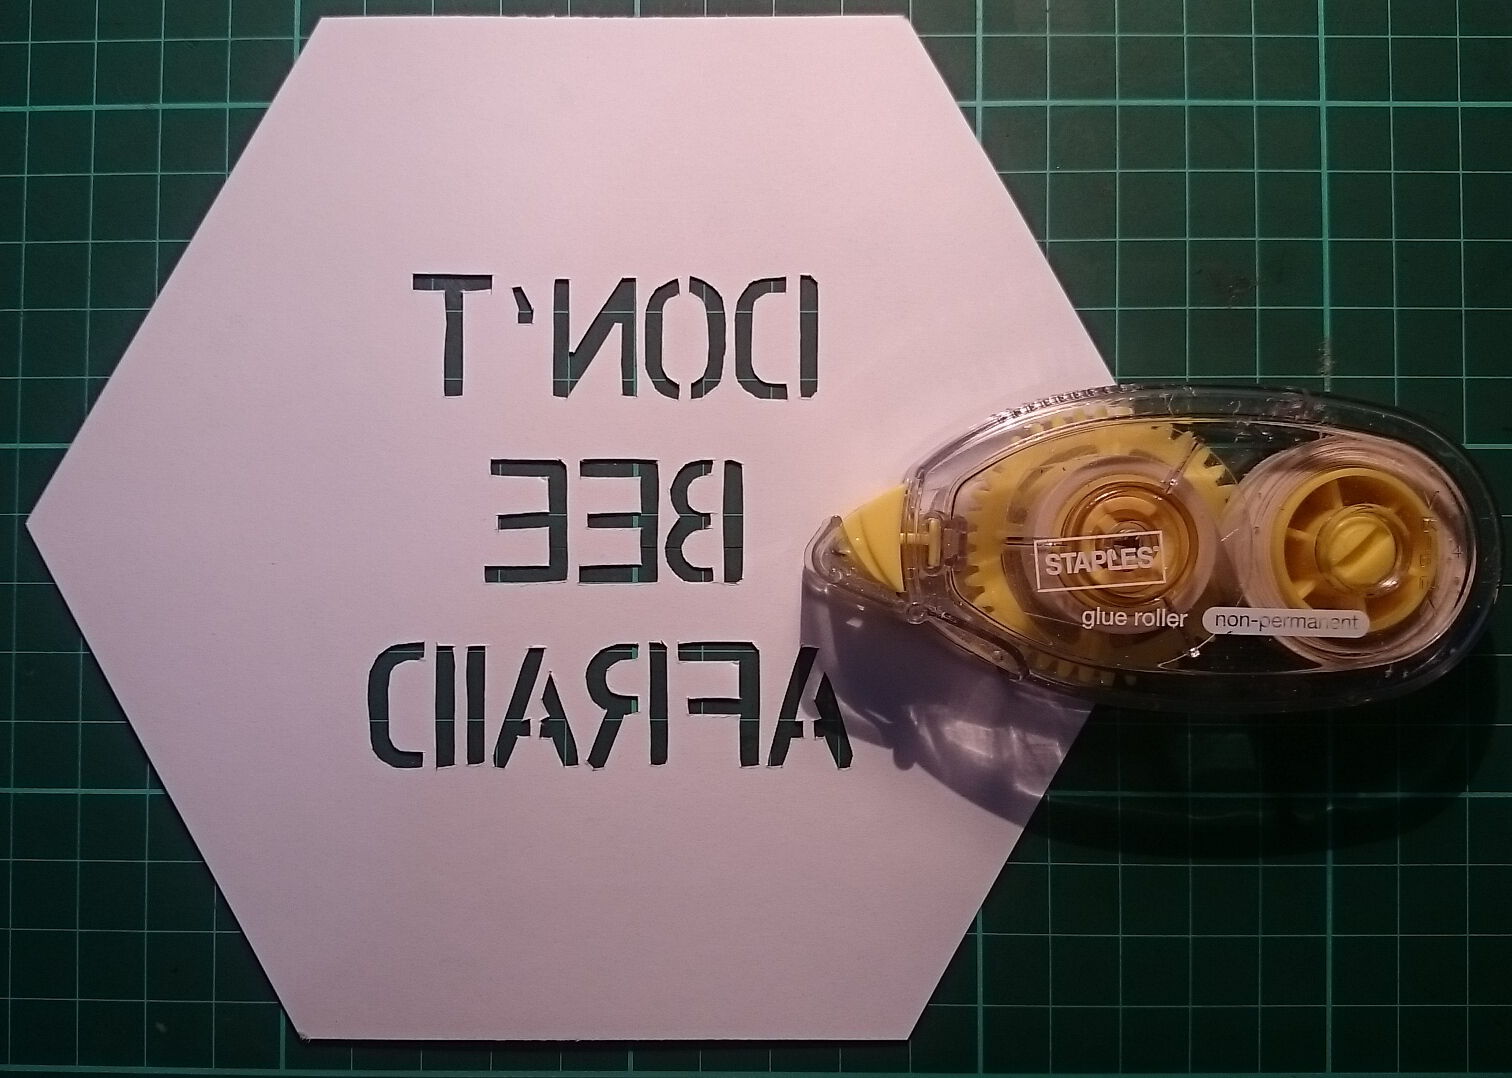 DON'T
BEE
AFRAID
STAPLES
glue roller non-permanent